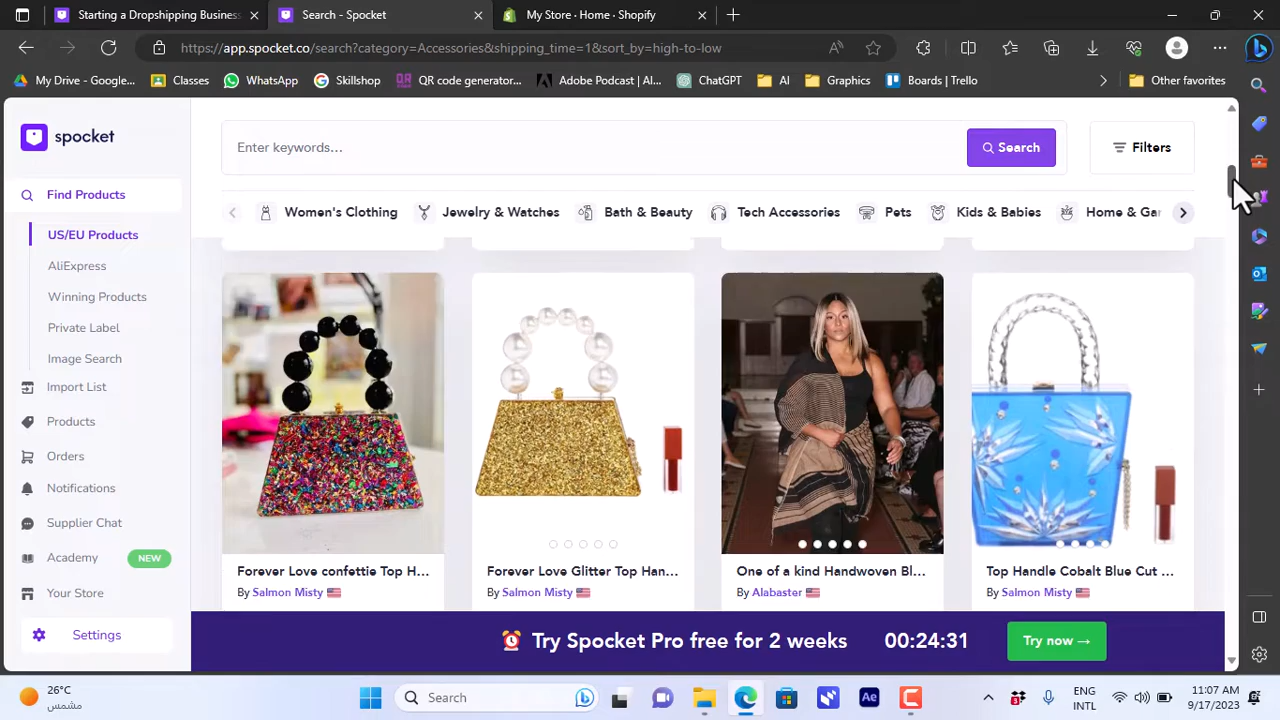 Starting a Dropshipping Business
Search - Spocket
My Store · Home · Shopify
https://app.spocket.co/search?category=Accessories&shipping_time=1&sort_by=high-to-low
My Drive - Google...
Classes
WhatsApp
Skillshop
QR code generator...
Adobe Podcast | AI...
ChatGPT
AI
Graphics
Boards | Trello
Other favorites
spocket
Find Products
US/EU Products
AliExpress
Winning Products
Private Label
Image Search
Import List
Products
Orders
Notifications
Supplier Chat
Academy NEW
Your Store
Settings
Enter keywords...
Search
Filters
Women's Clothing
Jewelry & Watches
Bath & Beauty
Tech Accessories
Pets
Kids & Babies
Home & Gar
Forever Love confettie Top H...
By Salmon Misty
Forever Love Glitter Top Han...
By Salmon Misty
One of a kind Handwoven Bl...
By Alabaster
Top Handle Cobalt Blue Cut ...
By Salmon Misty
Try Spocket Pro free for 2 weeks 00:24:31 Try now →
26°C
مشمس
Search
ENG
INTL
11:07 AM
9/17/2023